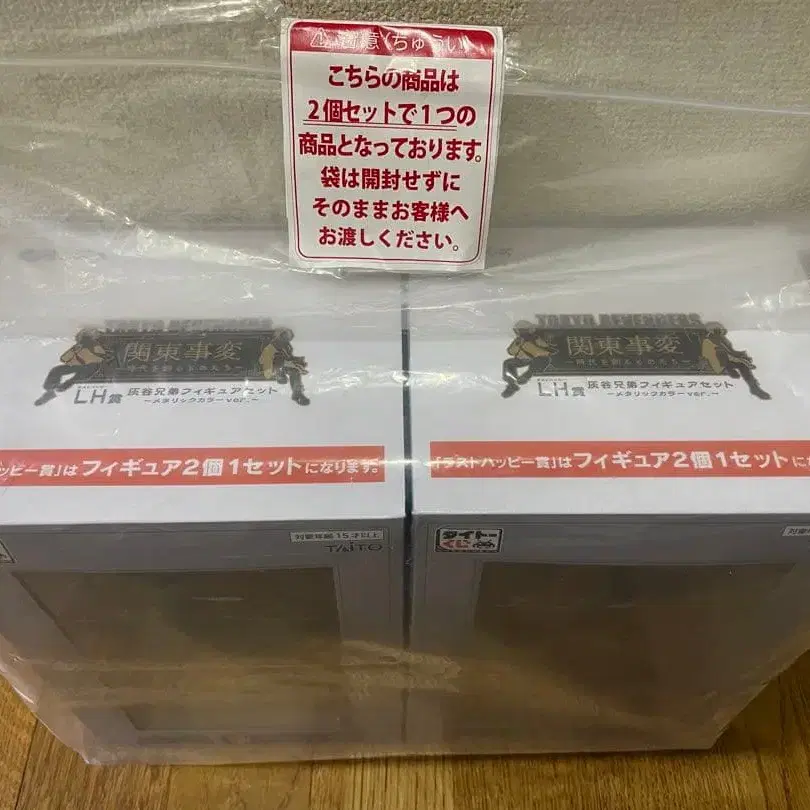 注意(ちゅうい)
こちらの商品は
2個セットで1つの
商品となっております。
袋は開封せずに
そのままお客様へ
お渡しください。
TOKYO REVENGERS
関東事変
LH賞 灰谷兄弟フィギュアセット
~メタリックカラーver.~
ッピー賞」はフィギュア2個1セットになります。
対象年齢15才以上
TAITO
TOKYO REVENGERS
関東事変
LH賞 灰谷兄弟フィギュアセット
~メタリックカラーver.~
「ラストハッピー賞」はフィギュア2個1セットにな
タイトー
くじ
対象年